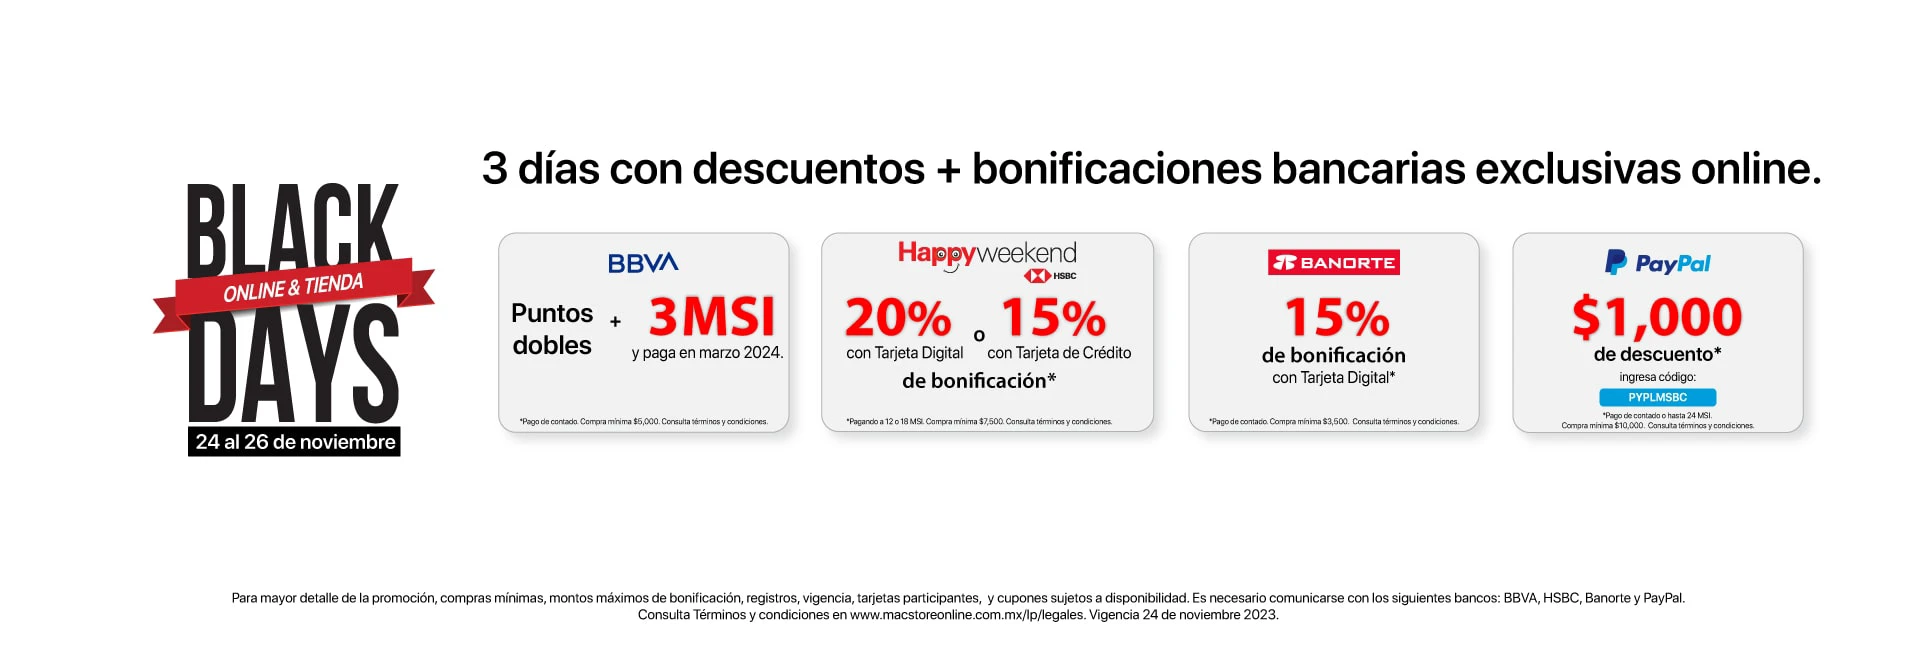 3 días con descuentos + bonificaciones bancarias exclusivas online.
BLACK
ONLINE & TIENDA
DAYS
24 al 26 de noviembre
BBVA
Puntos dobles + 3MSI
y paga en marzo 2024.
*Pago de contado. Compra mínima $5,000. Consulta términos y condiciones.
Happyweekend
HSBC
20% o 15%
con Tarjeta Digital con Tarjeta de Crédito
de bonificación*
*Pagando a 12 o 18 MSI. Compra mínima $7,500. Consulta términos y condiciones.
BANORTE
15%
de bonificación
con Tarjeta Digital*
*Pago de contado. Compra mínima $3,500. Consulta términos y condiciones.
PayPal
$1,000
de descuento*
ingresa código:
PYPLMSBC
*Pago de contado o hasta 24 MSI.
Compra mínima $10,000. Consulta términos y condiciones.
Para mayor detalle de la promoción, compras mínimas, montos máximos de bonificación, registros, vigencia, tarjetas participantes, y cupones sujetos a disponibilidad. Es necesario comunicarse con los siguientes bancos: BBVA, HSBC, Banorte y PayPal.
Consulta Términos y condiciones en www.macstoreonline.com.mx/lp/legales. Vigencia 24 de noviembre 2023.